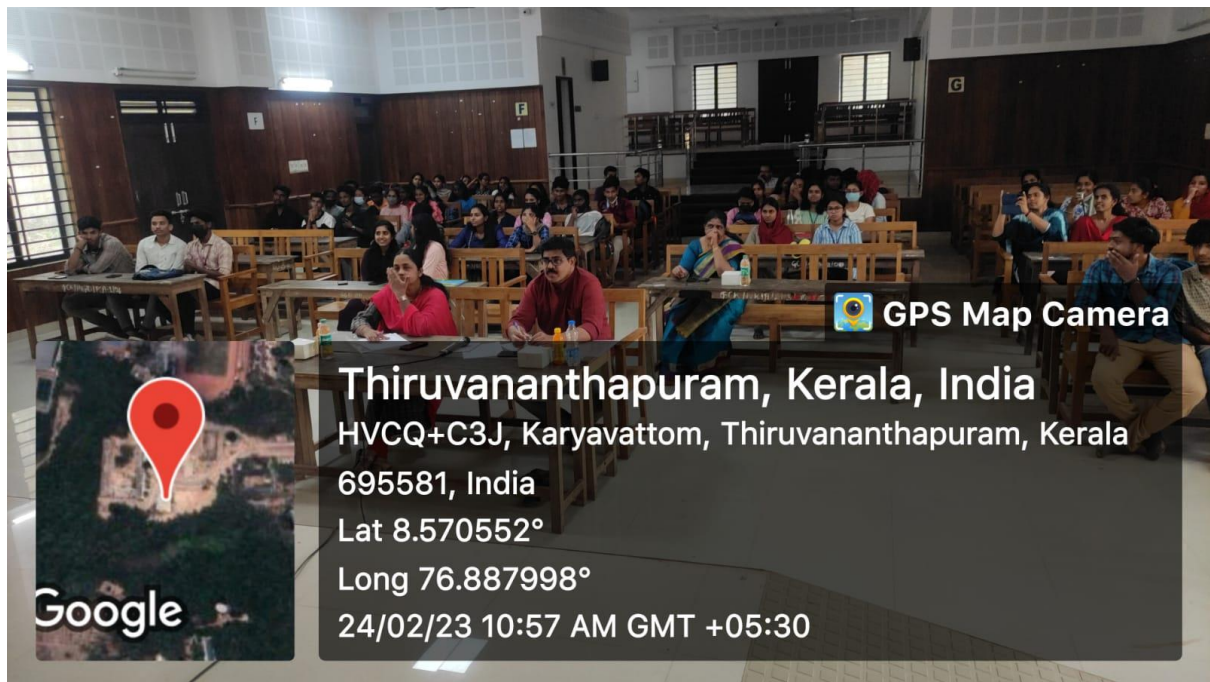 F
F
G
GPS Map Camera
Thiruvananthapuram, Kerala, India
HVCQ+C3J, Karyavattom, Thiruvananthapuram, Kerala
695581, India
Lat 8.570552°
Long 76.887998°
24/02/23 10:57 AM GMT +05:30
Google